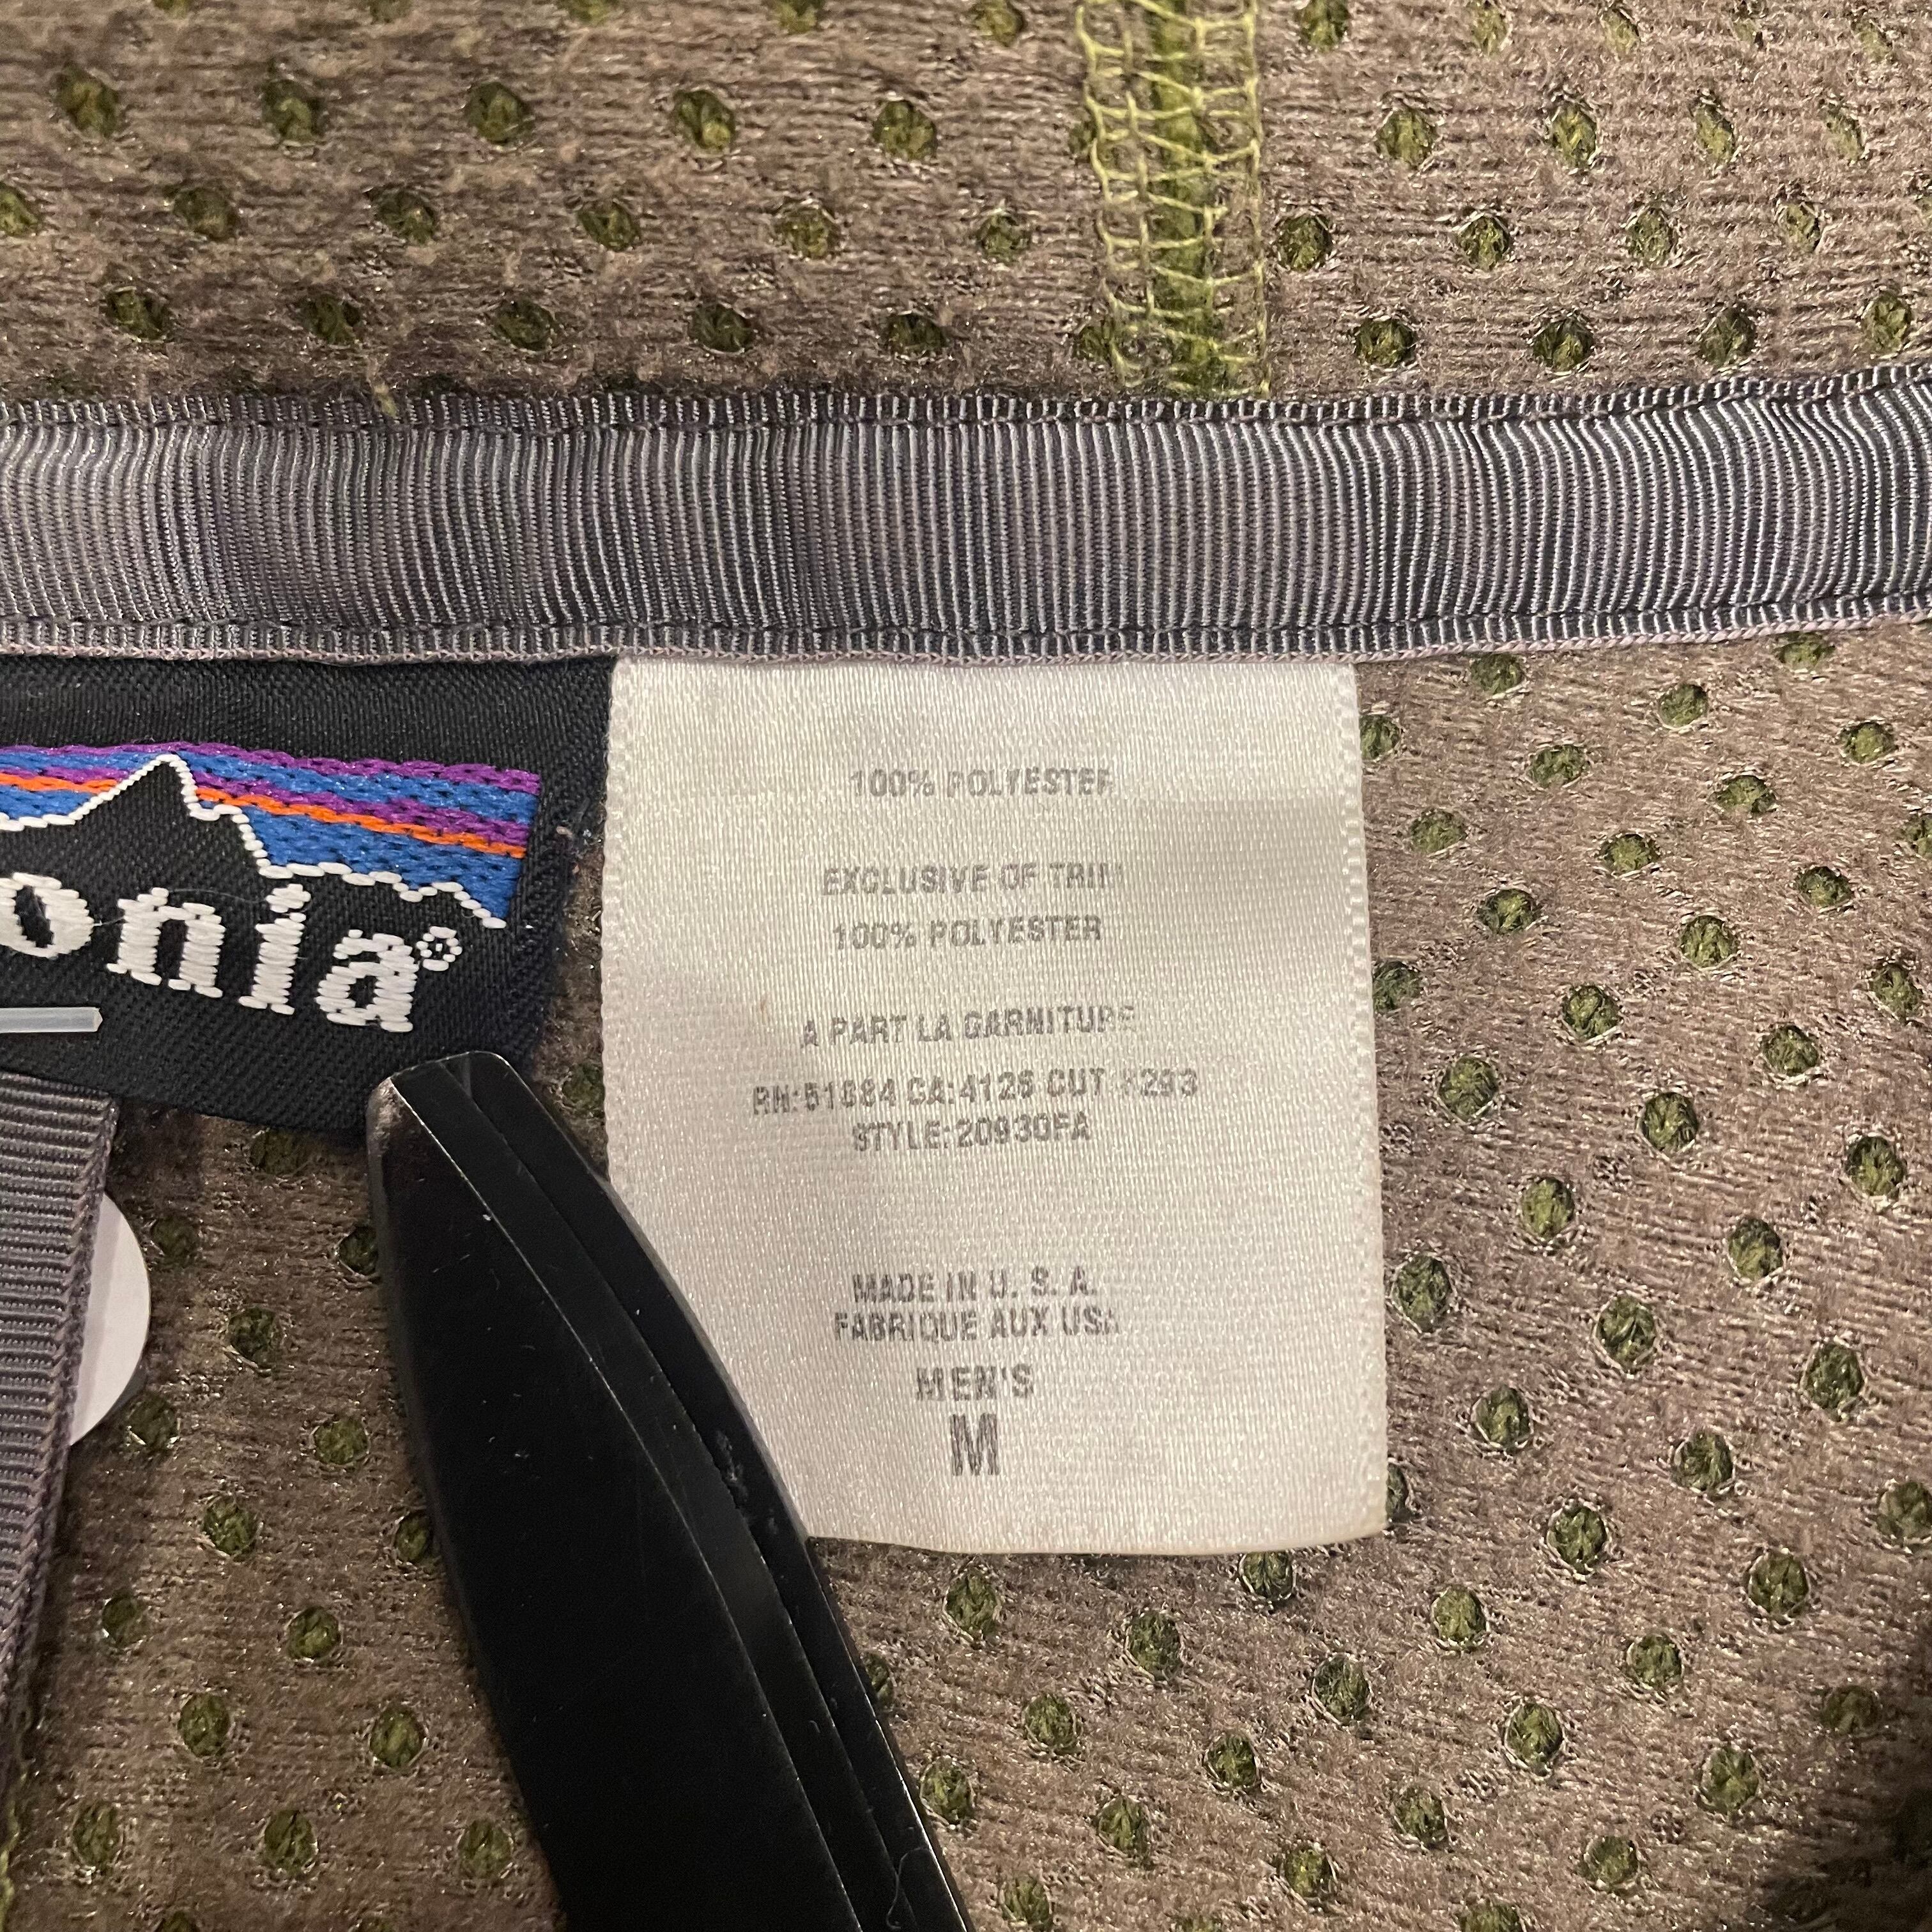 onia®
100% POLYESTER
EXCLUSIVE OF TRIM
100% POLYESTER
A PART LA GARNITURE
RN:51884 CA:4126 CUT
STYLE:20930FA
MADE IN U. S. A.
FABRIQUE AUX USA
MEN'S
M